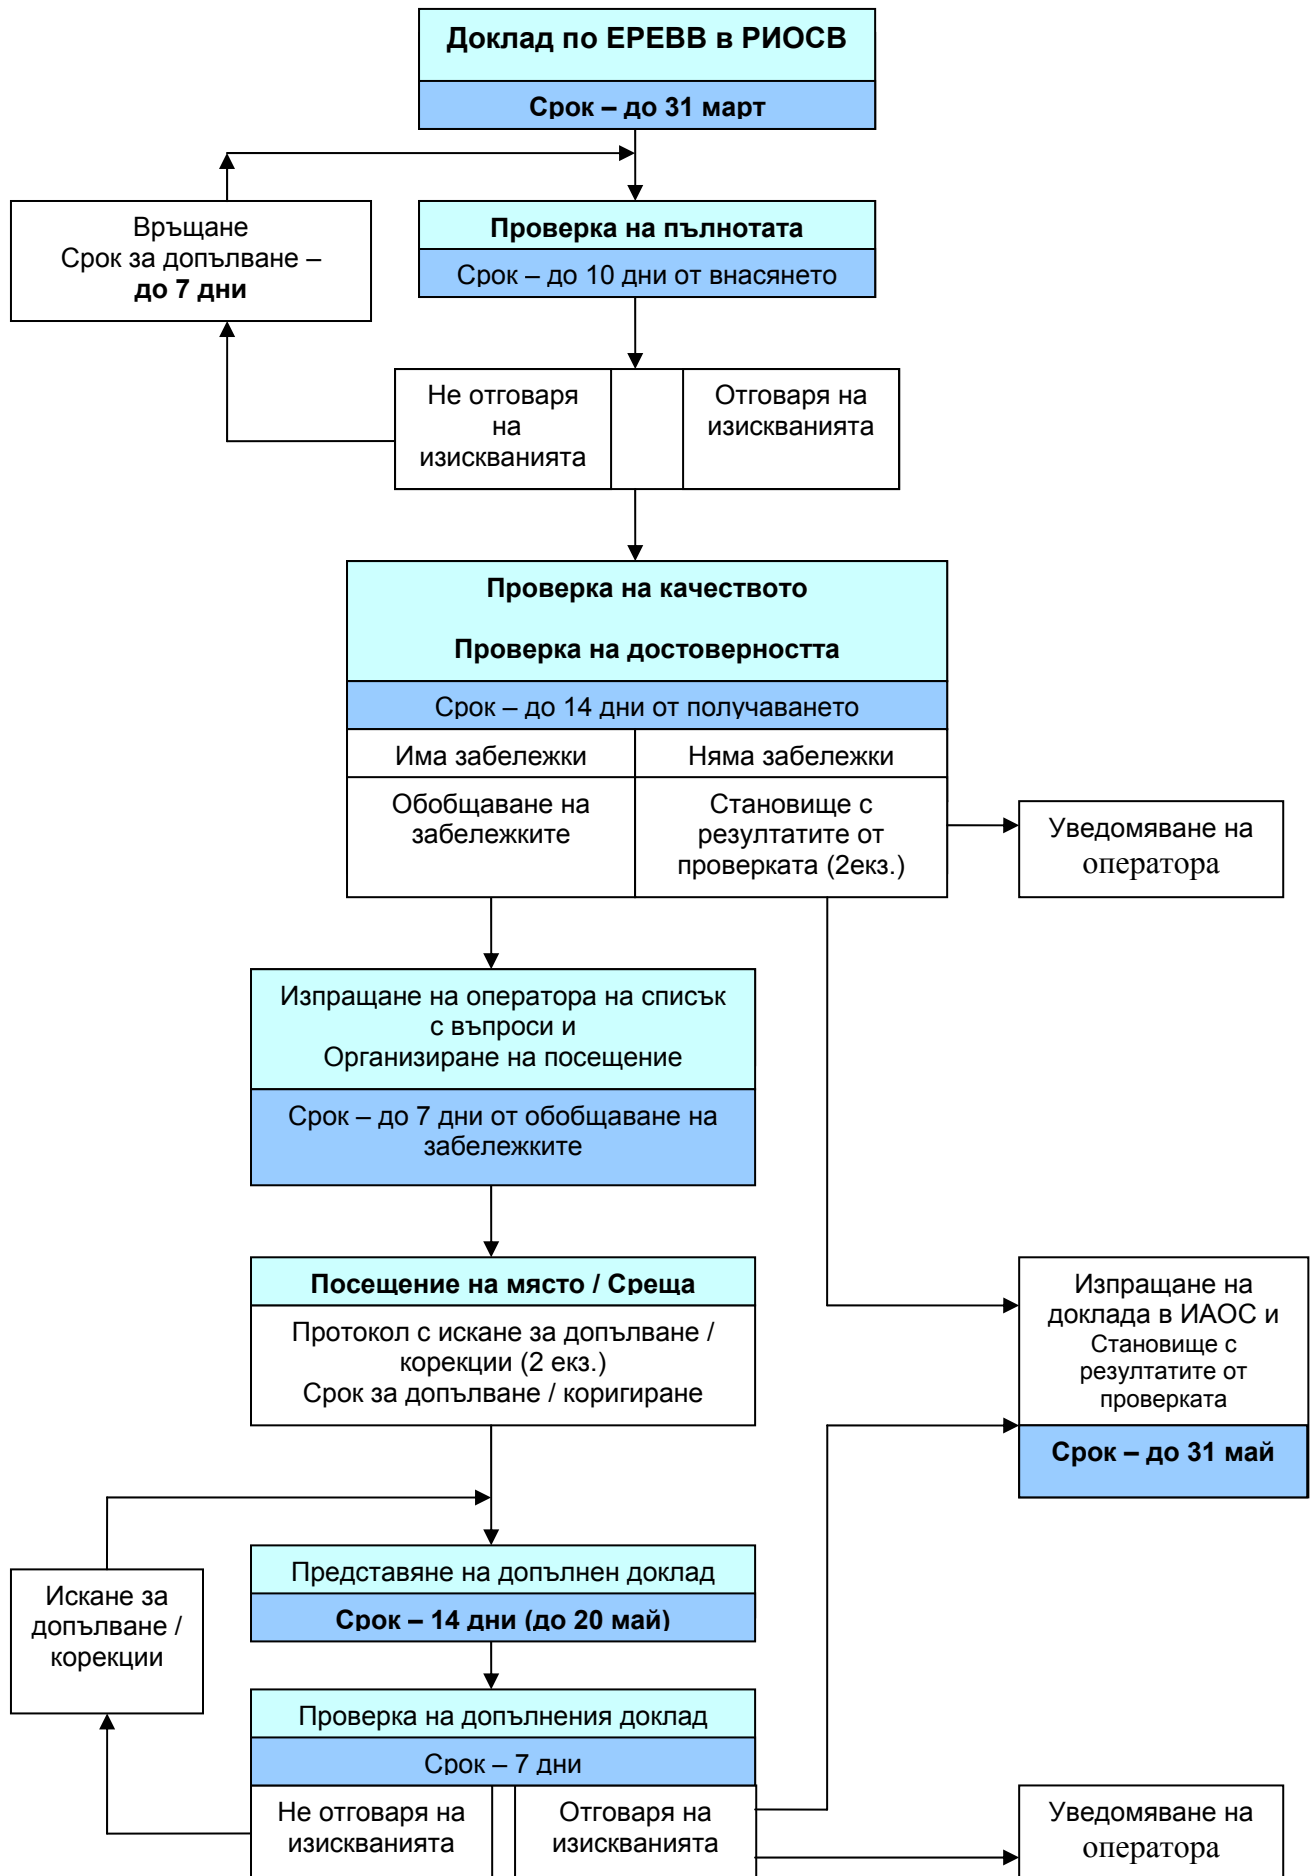 Доклад по ЕРЕВВ в РИОСВ
Срок – до 31 март
Връщане
Срок за допълване –
до 7 дни
Проверка на пълнотата
Срок – до 10 дни от внасянето
Не отговаря
на
изискванията
Отговаря на
изискванията
Проверка на качеството
Проверка на достоверността
Срок – до 14 дни от получаването
Има забележки
Няма забележки
Обобщаване на
забележките
Становище с
резултатите от
проверката (2екз.)
Уведомяване на
оператора
Изпращане на оператора на списък
с въпроси и
Организиране на посещение
Срок – до 7 дни от обобщаване на
забележките
Посещение на място / Среща
Протокол с искане за допълване /
корекции (2 екз.)
Срок за допълване / коригиране
Изпращане на
доклада в ИАОС и
Становище с
резултатите от
проверката
Срок – до 31 май
Искане за
допълване /
корекции
Представяне на допълнен доклад
Срок – 14 дни (до 20 май)
Проверка на допълнения доклад
Срок – 7 дни
Не отговаря на
изискванията
Отговаря на
изискванията
Уведомяване на
оператора